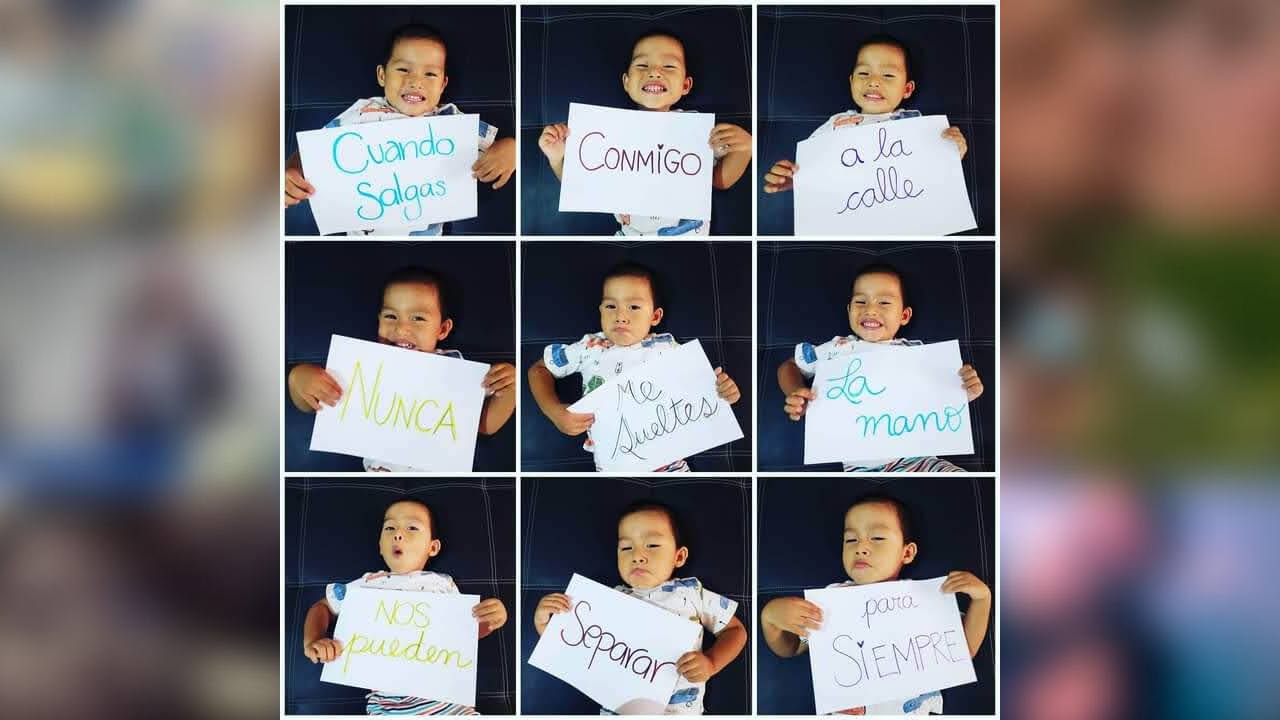 Cuando
Salgas
CONMiGO
a la
calle
NUNCA
Me
Sueltes
La
mano
NOS
pueden
Separar
para
SiEMPRE